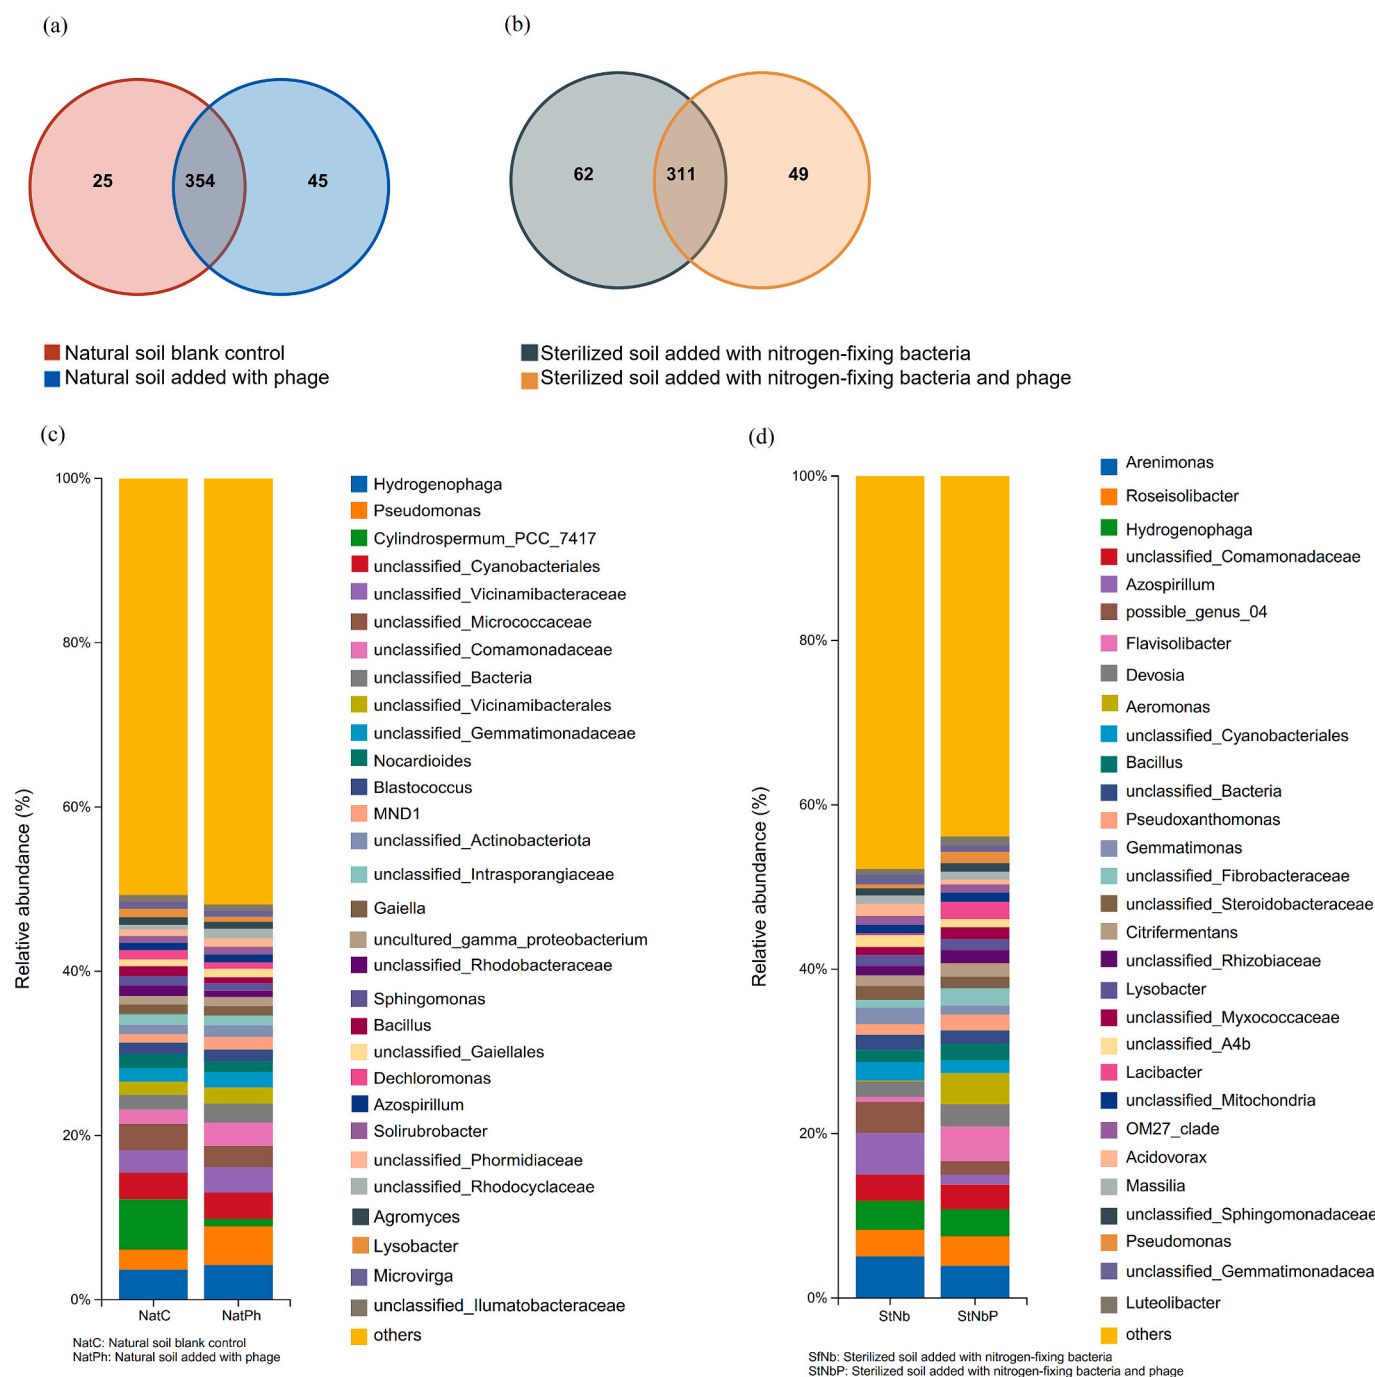 (a)
(b)
25
354
45
62
311
49
Natural soil blank control
Natural soil added with phage
Sterilized soil added with nitrogen-fixing bacteria
Sterilized soil added with nitrogen-fixing bacteria and phage
(c)
Relative abundance (%)
100%
80%
60%
40%
20%
0%
NatC
NatPh
Hydrogenophaga
Pseudomonas
Cylindrospermum_PCC_7417
unclassified_Cyanobacteriales
unclassified_Vicinamibacteraceae
unclassified_Micrococcaceae
unclassified_Comamonadaceae
unclassified_Bacteria
unclassified_Vicinamibacterales
unclassified_Gemmatimonadaceae
Nocardioides
Blastococcus
MND1
unclassified_Actinobacteriota
unclassified_Intrasporangiaceae
Gaiella
uncultured_gamma_proteobacterium
unclassified_Rhodobacteraceae
Sphingomonas
Bacillus
unclassified_Gaiellales
Dechloromonas
Azospirillum
Solirubrobacter
unclassified_Phormidiaceae
unclassified_Rhodocyclaceae
Agromyces
Lysobacter
Microvirga
unclassified_Ilumatobacteraceae
others
NatC: Natural soil blank control
NatPh: Natural soil added with phage
(d)
Relative abundance (%)
100%
80%
60%
40%
20%
0%
StNb
StNbP
Arenimonas
Roseisolibacter
Hydrogenophaga
unclassified_Comamonadaceae
Azospirillum
possible_genus_04
Flavisolibacter
Devosia
Aeromonas
unclassified_Cyanobacteriales
Bacillus
unclassified_Bacteria
Pseudoxanthomonas
Gemmatimonas
unclassified_Fibrobacteraceae
unclassified_Steroidobacteraceae
Citrifermentans
unclassified_Rhizobiaceae
Lysobacter
unclassified_Myxococcaceae
unclassified_A4b
Lacibacter
unclassified_Mitochondria
OM27_clade
Acidovorax
Massilia
unclassified_Sphingomonadaceae
Pseudomonas
unclassified_Gemmatimonadacea
Luteolibacter
others
SfNb: Sterilized soil added with nitrogen-fixing bacteria
StNbP: Sterilized soil added with nitrogen-fixing bacteria and phage